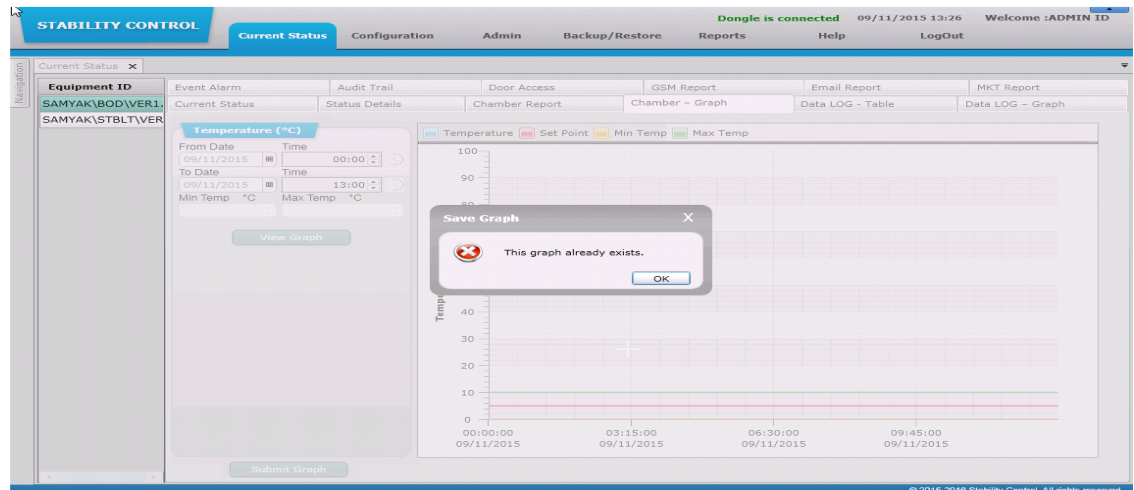 Dongle is connected 09/11/2015 13:26 Welcome :ADMIN ID
STABILITY CONTROL
Current Status Configuration Admin Backup/Restore Reports Help LogOut
Navigation
Current Status ×
Equipment ID
SAMYAK\BOD\VER1.
SAMYAK\STBLT\VER
Event Alarm Audit Trail Door Access GSM Report Email Report MKT Report
Current Status Status Details Chamber Report Chamber - Graph Data LOG - Table Data LOG - Graph
Temperature (°C)
From Date Time
09/11/2015 00:00
To Date Time
09/11/2015 13:00
Min Temp °C Max Temp °C
View Graph
Submit Graph
Temperature Set Point Min Temp Max Temp
100
90
80
Save Graph X
This graph already exists.
OK
40
30
20
10
0
00:00:00 03:15:00 06:30:00 09:45:00
09/11/2015 09/11/2015 09/11/2015 09/11/2015